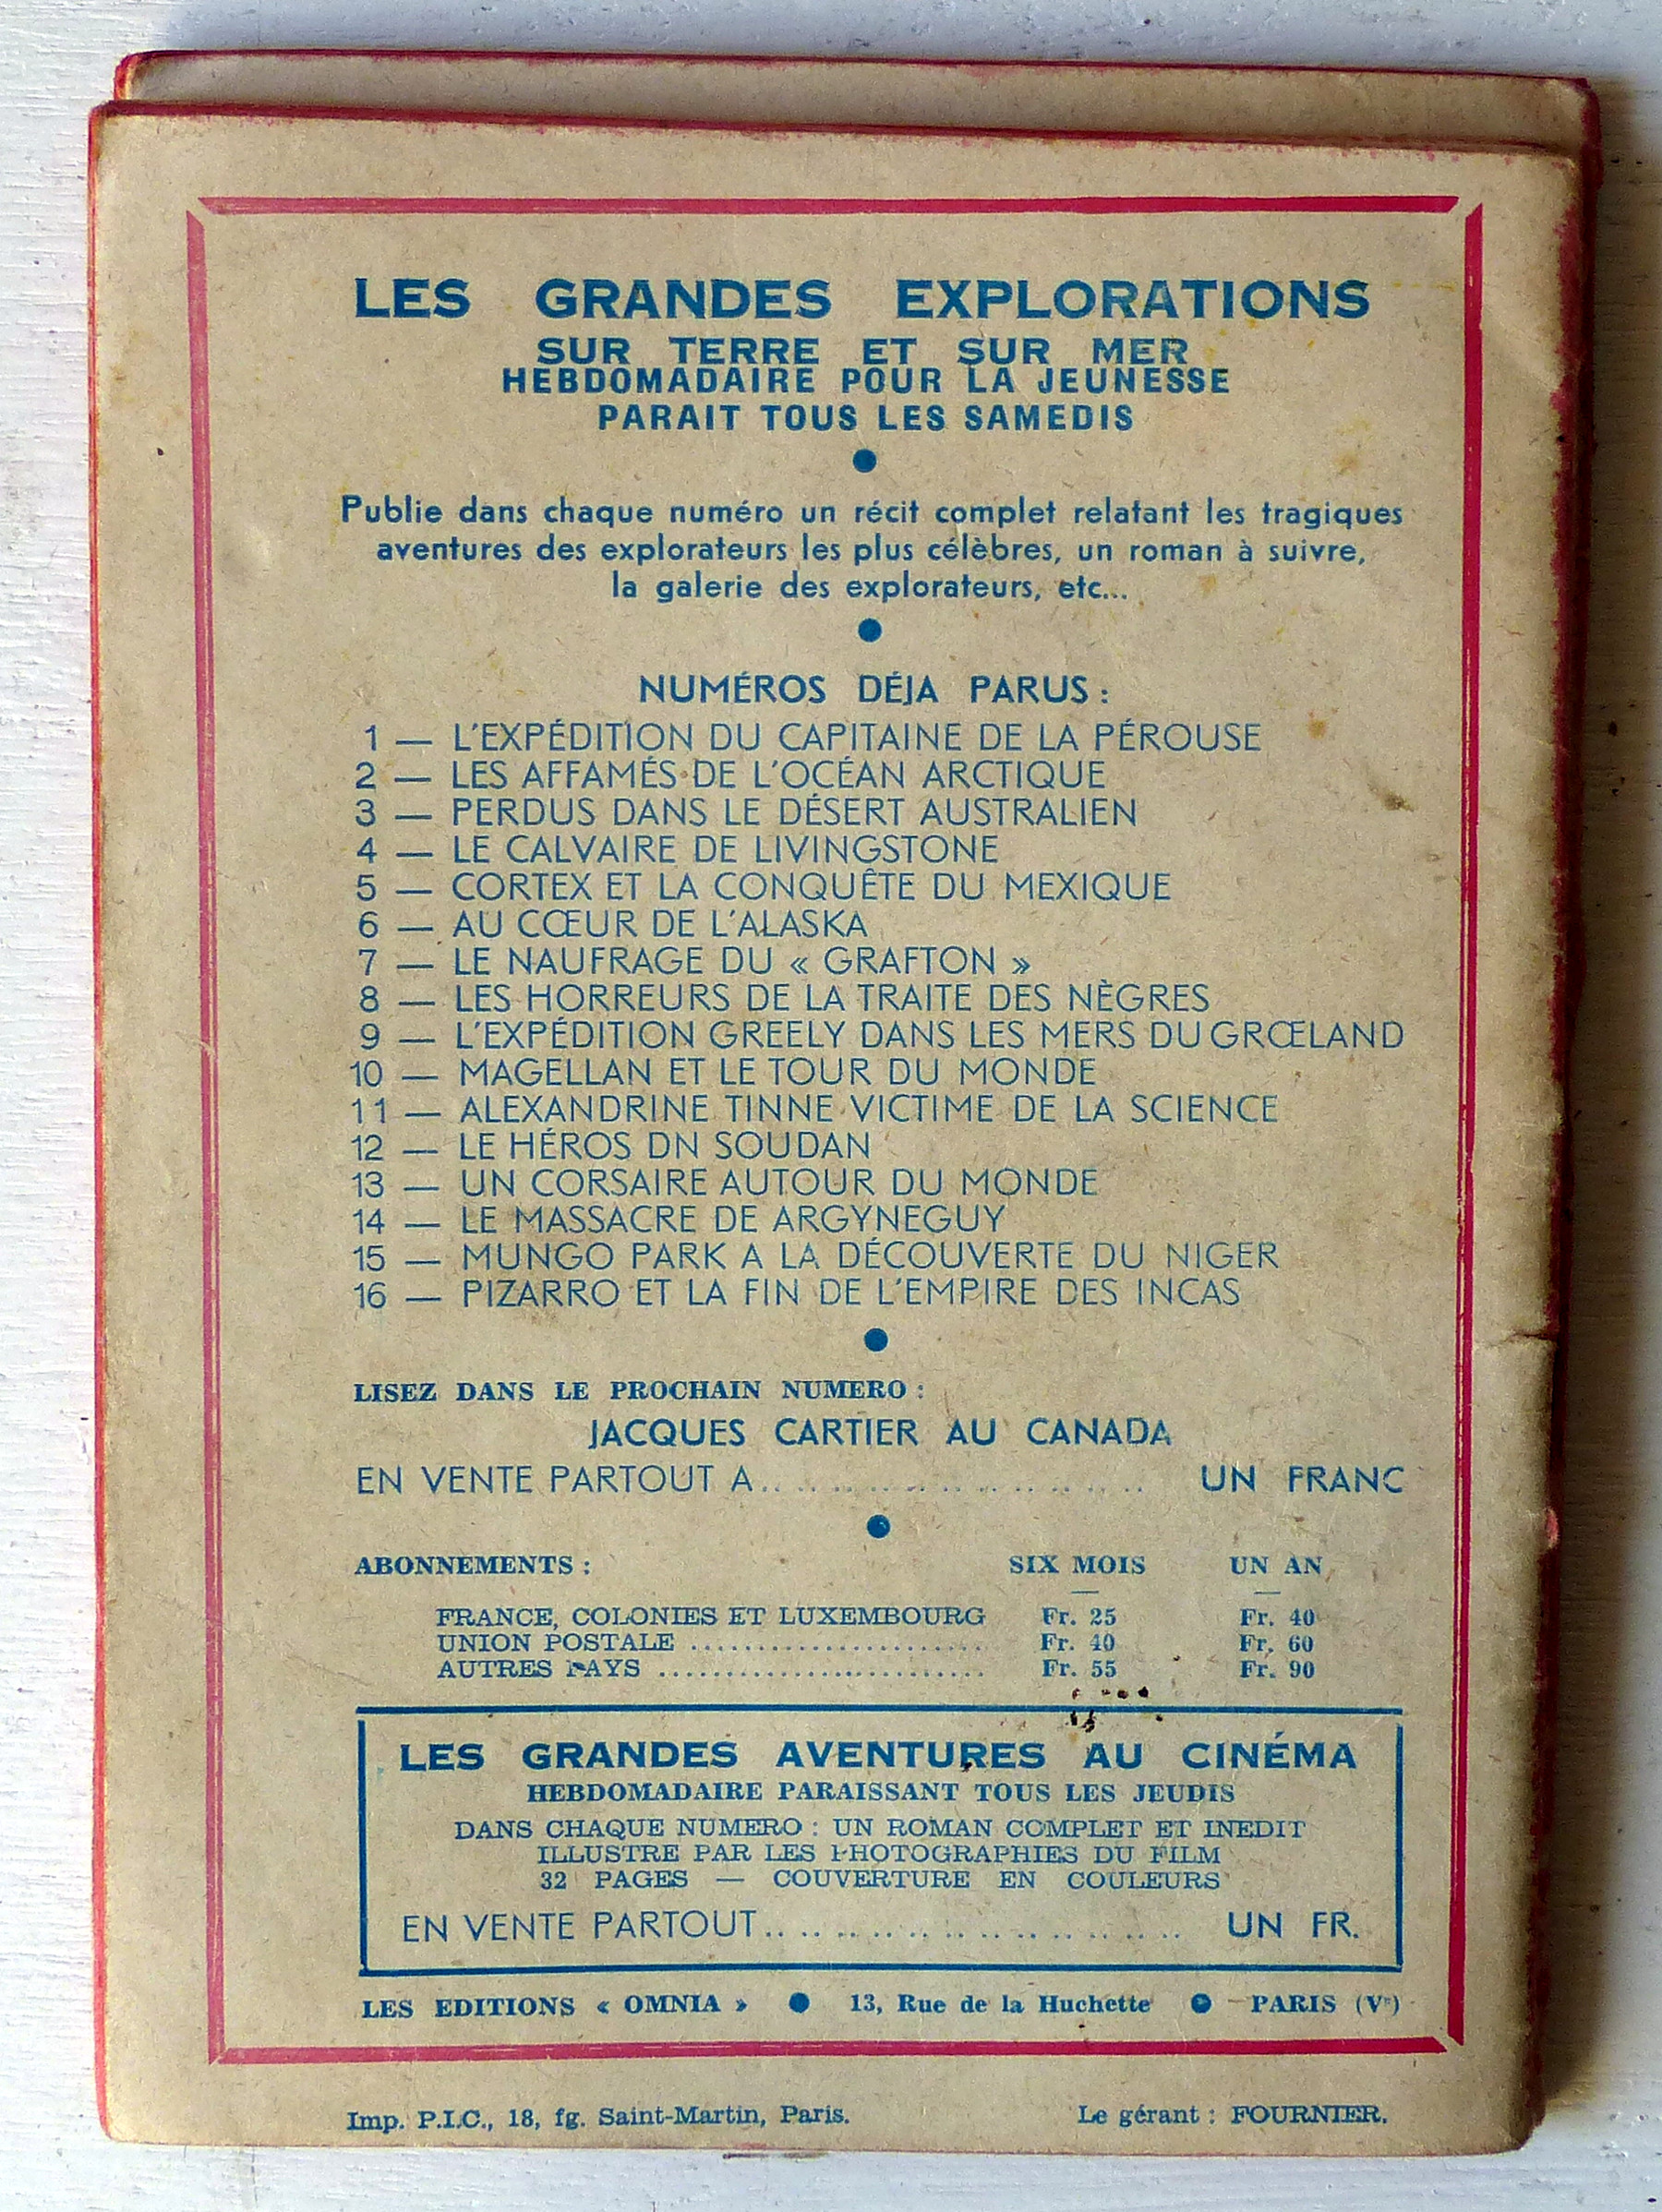 LES GRANDES EXPLORATIONS
SUR TERRE ET SUR MER
HEBDOMADAIRE POUR LA JEUNESSE
PARAIT TOUS LES SAMEDIS
Publie dans chaque numéro un récit complet relatant les tragiques
aventures des explorateurs les plus célèbres, un roman à suivre,
la galerie des explorateurs, etc...
NUMÉROS DÉJA PARUS :
1 — L'EXPÉDITION DU CAPITAINE DE LA PÉROUSE
2 — LES AFFAMÉS DE L'OCÉAN ARCTIQUE
3 — PERDUS DANS LE DÉSERT AUSTRALIEN
4 — LE CALVAIRE DE LIVINGSTONE
5 — CORTEX ET LA CONQUÊTE DU MEXIQUE
6 — AU CŒUR DE L'ALASKA
7 — LE NAUFRAGE DU « GRAFTON »
8 — LES HORREURS DE LA TRAITE DES NÈGRES
9 — L'EXPÉDITION GREELY DANS LES MERS DU GRŒLAND
10 — MAGELLAN ET LE TOUR DU MONDE
11 — ALEXANDRINE TINNE VICTIME DE LA SCIENCE
12 — LE HÉROS DN SOUDAN
13 — UN CORSAIRE AUTOUR DU MONDE
14 — LE MASSACRE DE ARGYNEGUY
15 — MUNGO PARK A LA DÉCOUVERTE DU NIGER
16 — PIZARRO ET LA FIN DE L'EMPIRE DES INCAS
LISEZ DANS LE PROCHAIN NUMERO :
JACQUES CARTIER AU CANADA
EN VENTE PARTOUT A.................... UN FRANC
ABONNEMENTS : SIX MOIS UN AN
FRANCE, COLONIES ET LUXEMBOURG Fr. 25 Fr. 40
UNION POSTALE ...................... Fr. 40 Fr. 60
AUTRES PAYS ........................ Fr. 55 Fr. 90
LES GRANDES AVENTURES AU CINÉMA
HEBDOMADAIRE PARAISSANT TOUS LES JEUDIS
DANS CHAQUE NUMERO : UN ROMAN COMPLET ET INEDIT
ILLUSTRE PAR LES PHOTOGRAPHIES DU FILM
32 PAGES — COUVERTURE EN COULEURS
EN VENTE PARTOUT...................... UN FR.
LES EDITIONS « OMNIA » ● 13, Rue de la Huchette ● PARIS (Ve)
Imp. P.I.C., 18, fg. Saint-Martin, Paris. Le gérant : FOURNIER.